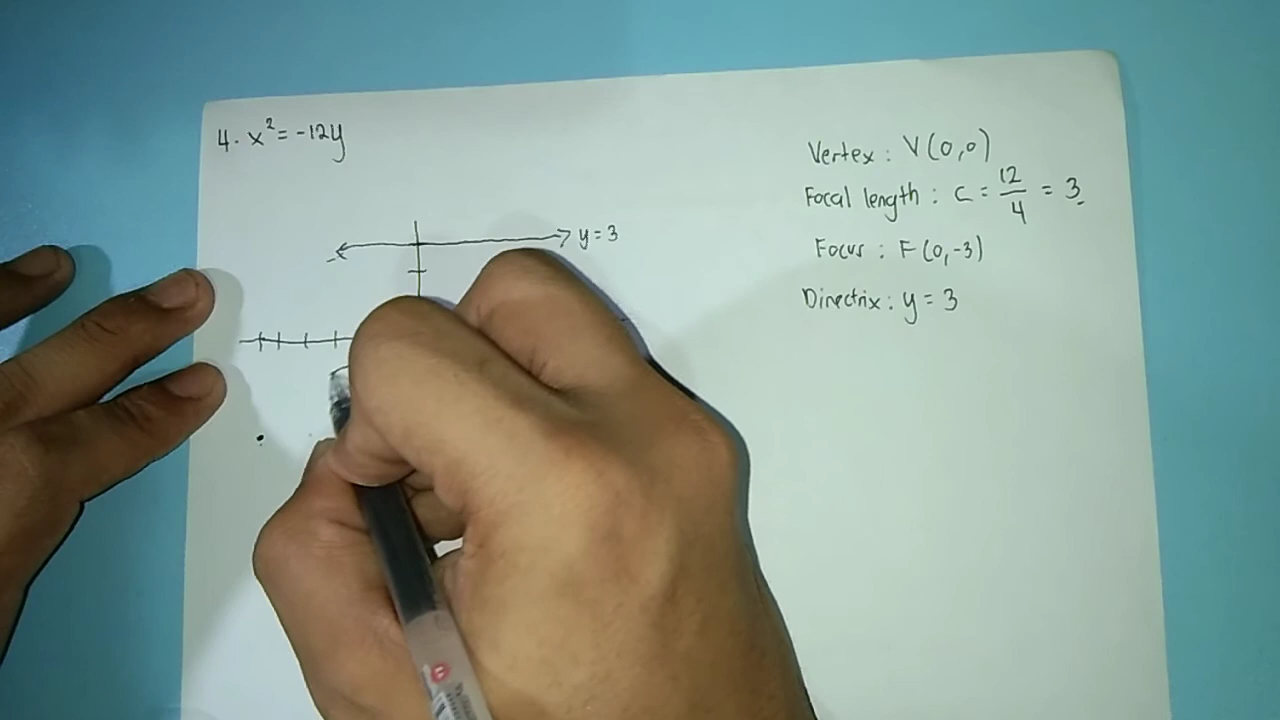 4. x² = -12y
Vertex : V(0,0)
Focal length : c = 12/4 = 3
Focus : F(0,-3)
Directrix : y = 3
y = 3